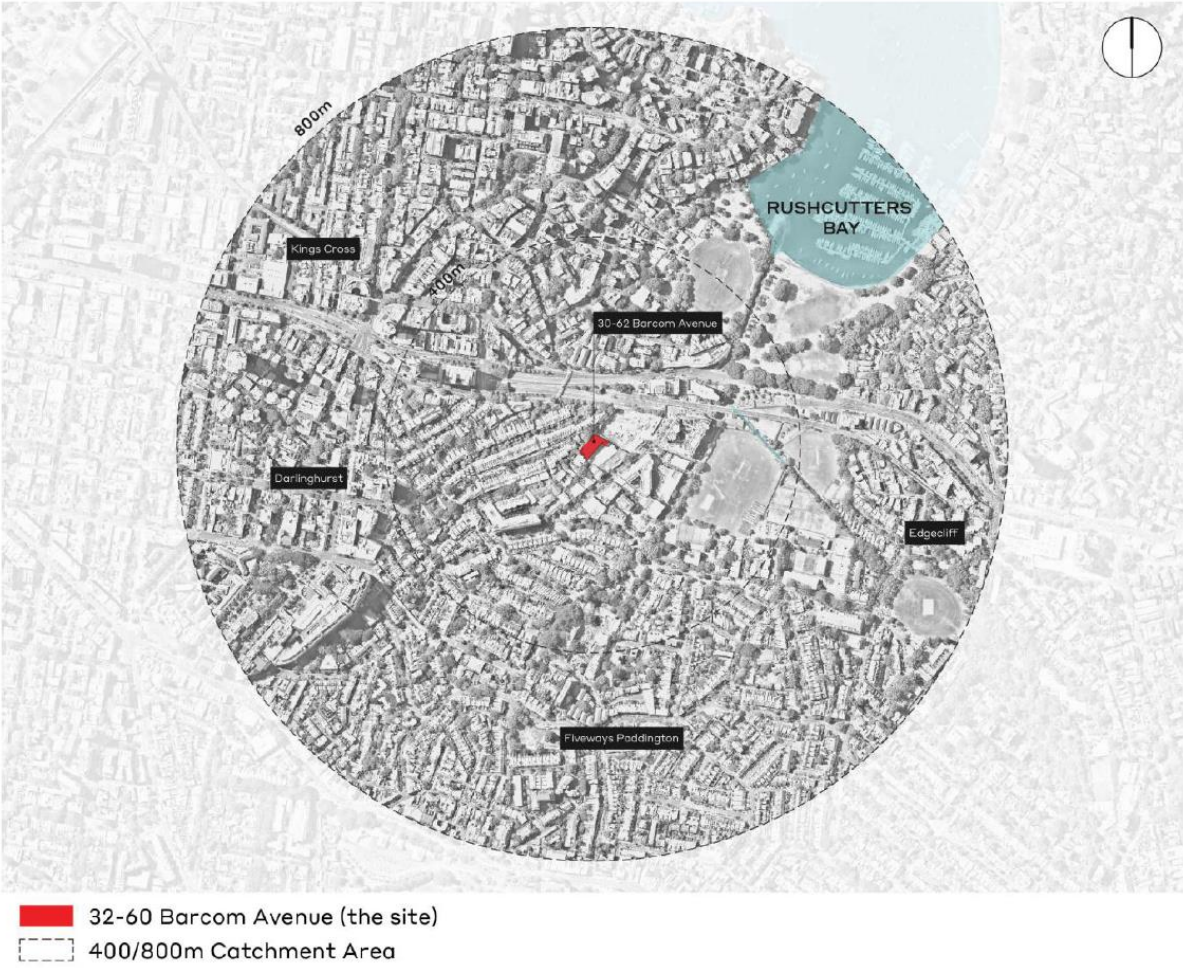 800m
RUSHCUTTERS
BAY
Kings Cross
400m
30-62 Barcom Avenue
Darlinghurst
Edgecliff
Fiveways Paddington
32-60 Barcom Avenue (the site)
400/800m Catchment Area